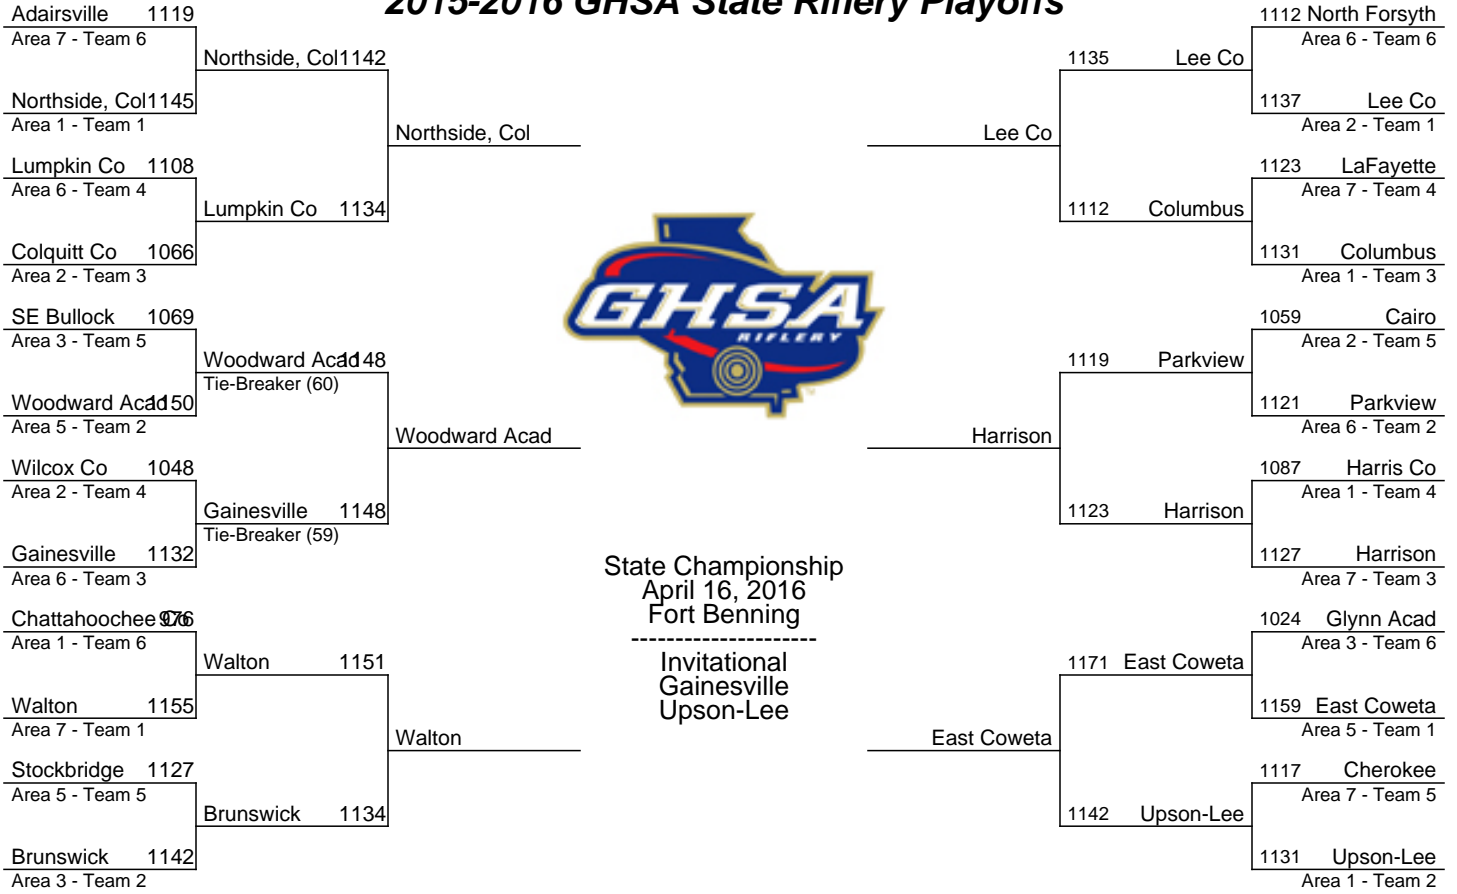 2015-2016 GHSA State Riflery Playoffs
Adairsville 1119
Area 7 - Team 6
Northside, Col 1142
Northside, Col 1145
Area 1 - Team 1
Northside, Col
Lumpkin Co 1108
Area 6 - Team 4
Lumpkin Co 1134
Colquitt Co 1066
Area 2 - Team 3
SE Bullock 1069
Area 3 - Team 5
Woodward Acad 1148
Tie-Breaker (60)
Woodward Acad 1150
Area 5 - Team 2
Woodward Acad
Wilcox Co 1048
Area 2 - Team 4
Gainesville 1148
Tie-Breaker (59)
Gainesville 1132
Area 6 - Team 3
Chattahoochee Co 976
Area 1 - Team 6
Walton 1151
Walton 1155
Area 7 - Team 1
Walton
Stockbridge 1127
Area 5 - Team 5
Brunswick 1134
Brunswick 1142
Area 3 - Team 2
GHSA
RIFLERY
State Championship
April 16, 2016
Fort Benning
---------------------
Invitational
Gainesville
Upson-Lee
1112 North Forsyth
Area 6 - Team 6
1135 Lee Co
1137 Lee Co
Area 2 - Team 1
Lee Co
1123 LaFayette
Area 7 - Team 4
1112 Columbus
1131 Columbus
Area 1 - Team 3
1059 Cairo
Area 2 - Team 5
1119 Parkview
1121 Parkview
Area 6 - Team 2
Harrison
1087 Harris Co
Area 1 - Team 4
1123 Harrison
1127 Harrison
Area 7 - Team 3
1024 Glynn Acad
Area 3 - Team 6
1171 East Coweta
1159 East Coweta
Area 5 - Team 1
East Coweta
1117 Cherokee
Area 7 - Team 5
1142 Upson-Lee
1131 Upson-Lee
Area 1 - Team 2